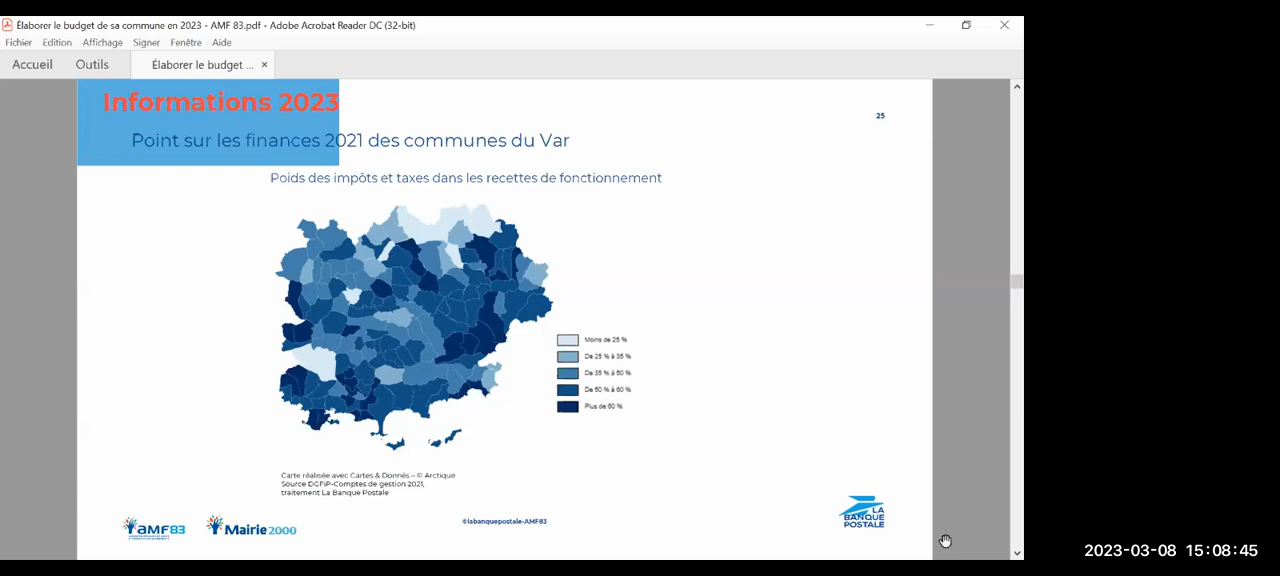 Élaborer le budget de sa commune en 2023 - AMF 83.pdf - Adobe Acrobat Reader DC (32-bit)
Fichier Edition Affichage Signer Fenêtre Aide
Accueil Outils Élaborer le budget ... ×
Informations 2023
25
Point sur les finances 2021 des communes du Var
Poids des impôts et taxes dans les recettes de fonctionnement
Moins de 25 %
De 25 % à 35 %
De 35 % à 50 %
De 50 % à 60 %
Plus de 60 %
Carte réalisée avec Cartes & Donnés – © Arctique
Source DGFiP-Comptes de gestion 2021,
traitement La Banque Postale
AMF83
Mairie2000
©labanquepostale-AMF83
LA
BANQUE
POSTALE
2023-03-08 15:08:45